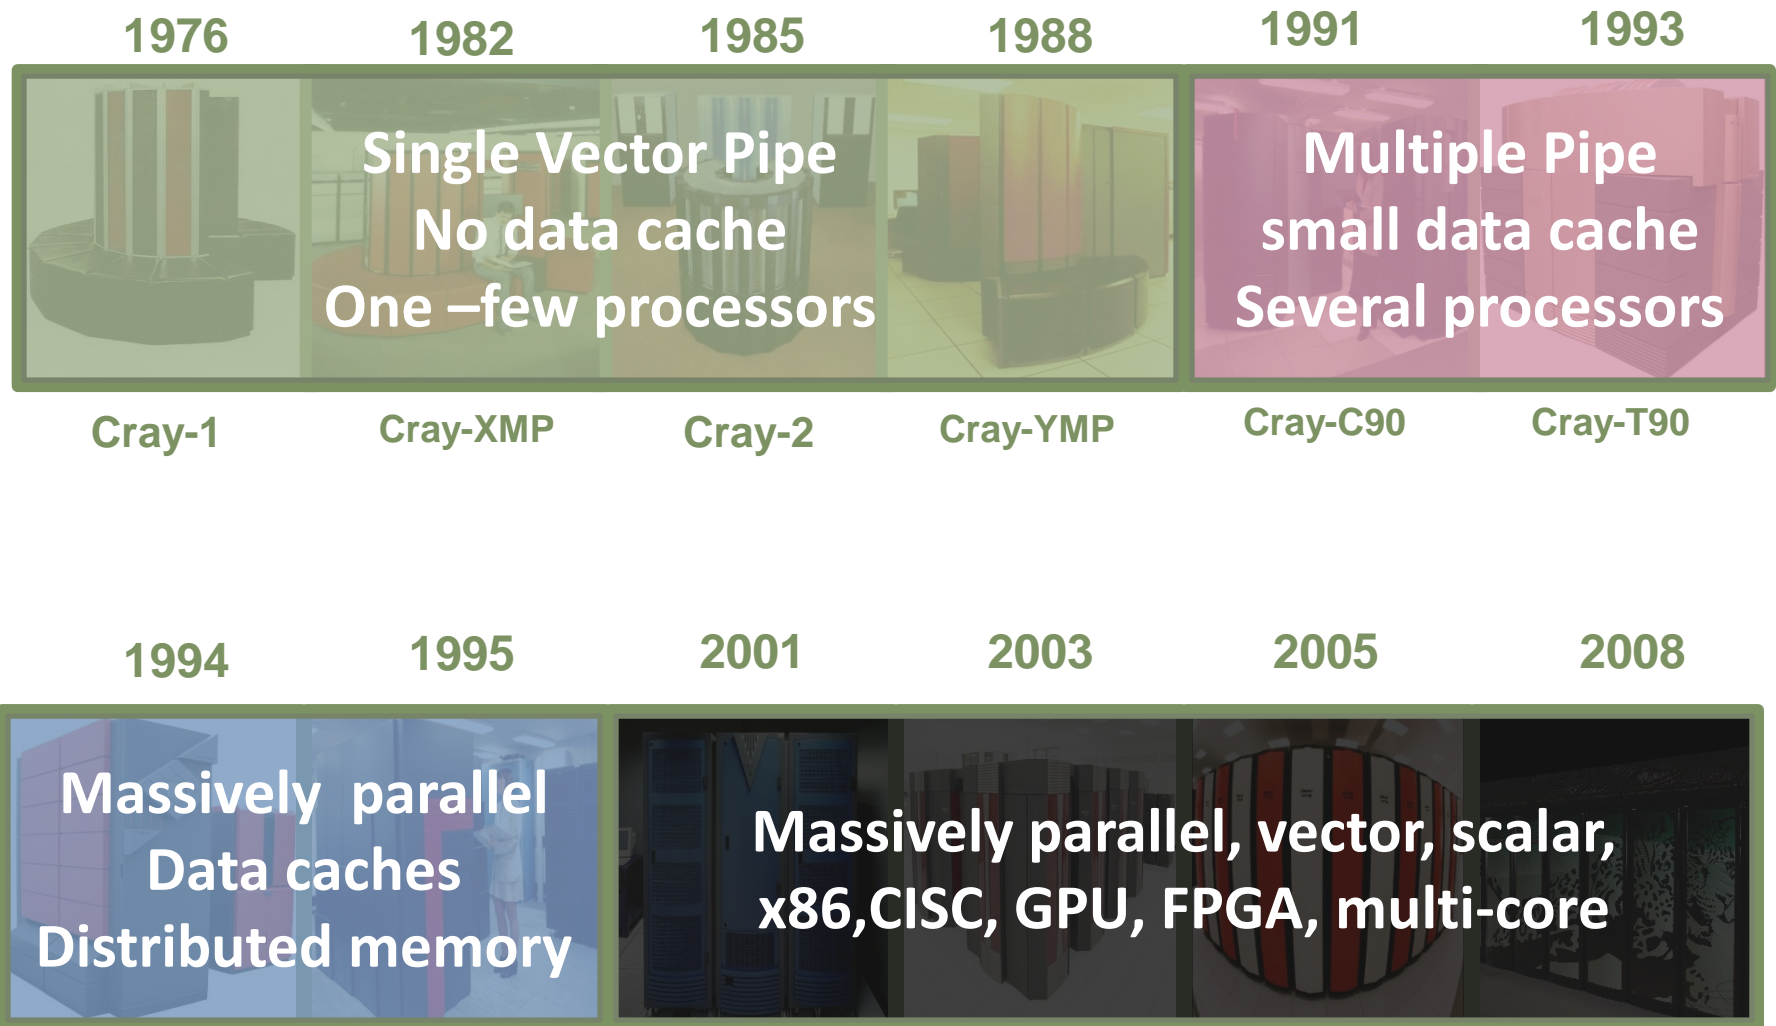 1976 1982 1985 1988 1991 1993
Single Vector Pipe
No data cache
One –few processors
Multiple Pipe
small data cache
Several processors
Cray-1 Cray-XMP Cray-2 Cray-YMP Cray-C90 Cray-T90
1994 1995 2001 2003 2005 2008
Massively parallel
Data caches
Distributed memory
Massively parallel, vector, scalar,
x86,CISC, GPU, FPGA, multi-core